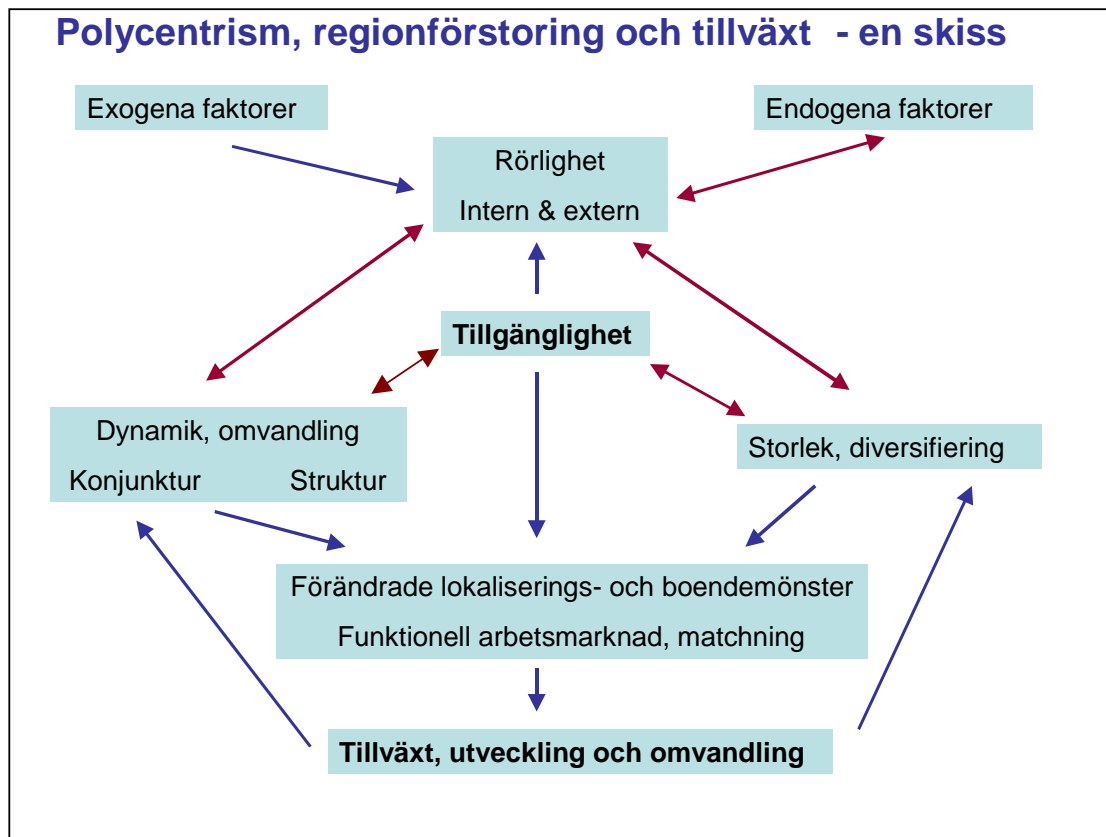 Polycentrism, regionförstoring och tillväxt - en skiss
Exogena faktorer
Endogena faktorer
Rörlighet
Intern & extern
Tillgänglighet
Dynamik, omvandling
Konjunktur Struktur
Storlek, diversifiering
Förändrade lokaliserings- och boendemönster
Funktionell arbetsmarknad, matchning
Tillväxt, utveckling och omvandling